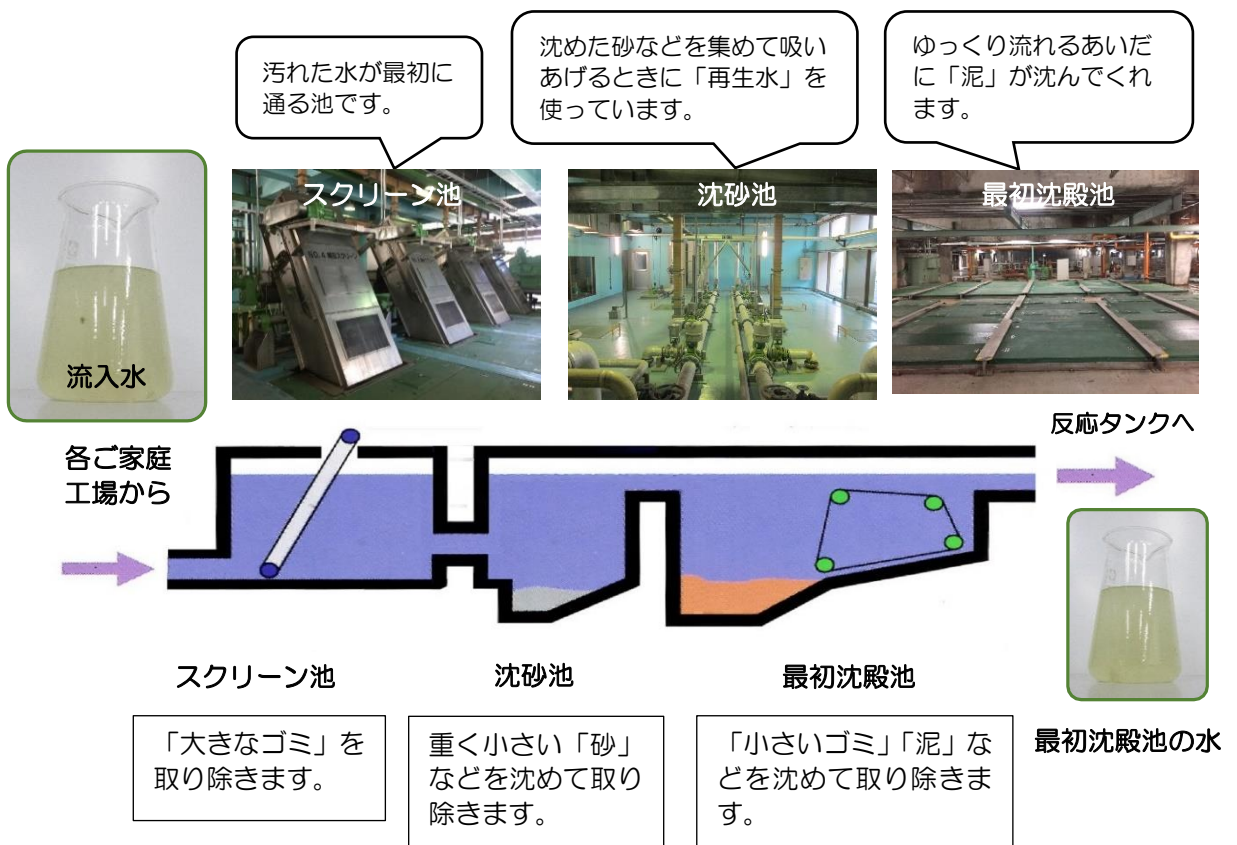 汚れた水が最初に
通る池です。
沈めた砂などを集めて吸い
あげるときに「再生水」を
使っています。
ゆっくり流れるあいだ
に「泥」が沈んでくれ
ます。
スクリーン池
沈砂池
最初沈殿池
流入水
各ご家庭
工場から
反応タンクへ
スクリーン池
沈砂池
最初沈殿池
最初沈殿池の水
「大きなゴミ」を
取り除きます。
重く小さい「砂」
などを沈めて取り
除きます。
「小さいゴミ」「泥」な
どを沈めて取り除きま
す。